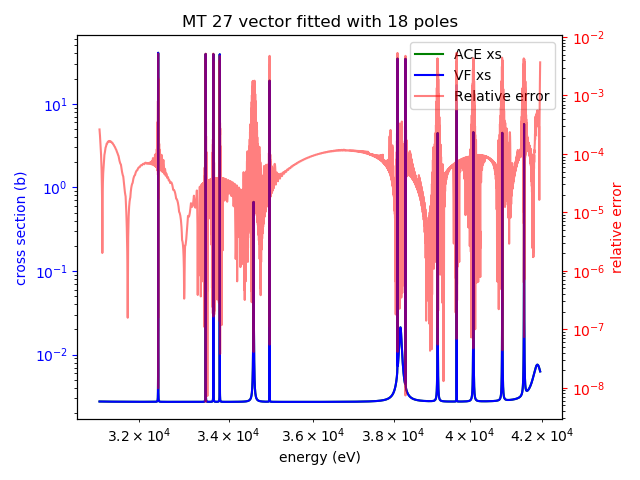 MT 27 vector fitted with 18 poles
ACE xs
VF xs
Relative error
cross section (b)
10¹
10⁰
10⁻¹
10⁻²
10⁻²
10⁻³
10⁻⁴
10⁻⁵
10⁻⁶
10⁻⁷
10⁻⁸
relative error
3.2 × 10⁴ 3.4 × 10⁴ 3.6 × 10⁴ 3.8 × 10⁴ 4 × 10⁴ 4.2 × 10⁴
energy (eV)